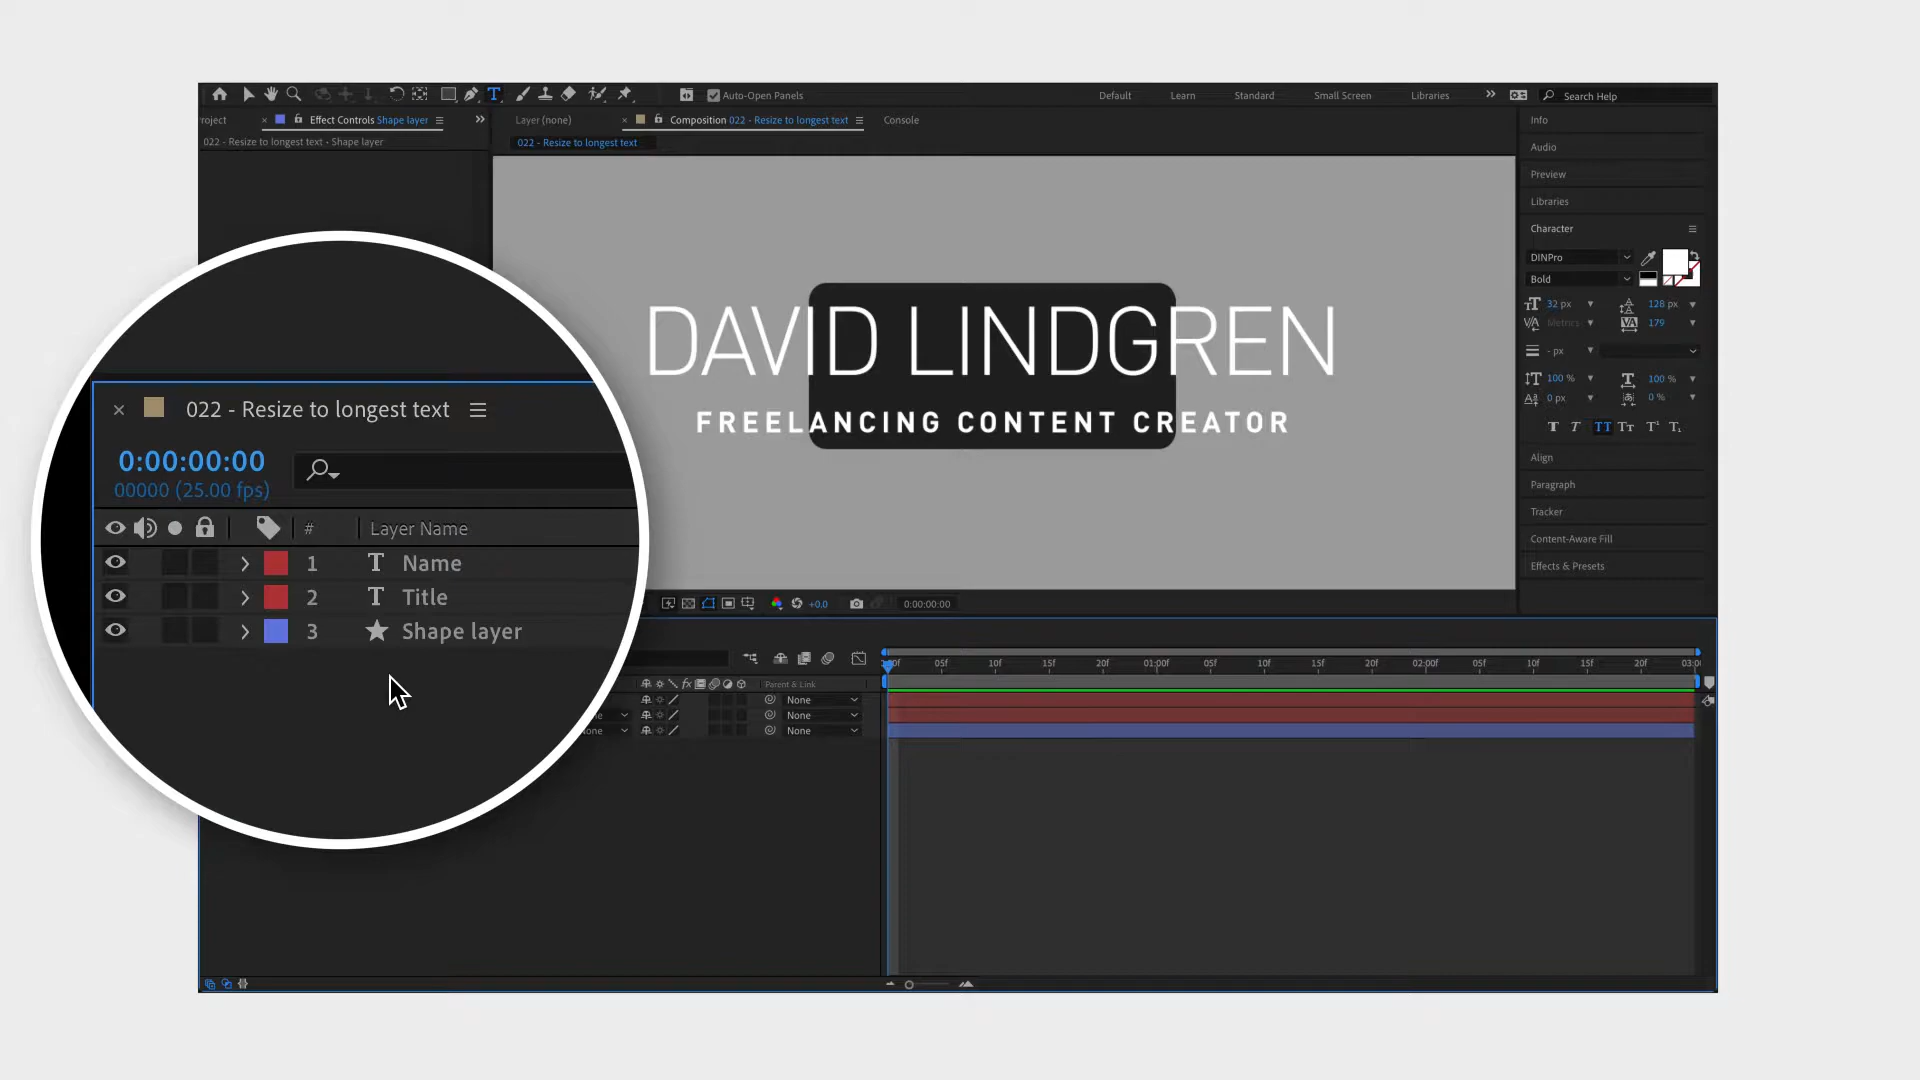 Auto-Open Panels
Default
Learn
Standard
Small Screen
Libraries
Search Help
roject
Effect Controls Shape layer
Layer (none)
Composition 022 - Resize to longest text
Console
022 - Resize to longest text • Shape layer
022 - Resize to longest text
Info
Audio
Preview
Libraries
Character
DINPro
Bold
32 px
128 px
Metrics
179
- px
100 %
100 %
0 px
0 %
Align
Paragraph
Tracker
Content-Aware Fill
Effects & Presets
DAVID LINDGREN
FREELANCING CONTENT CREATOR
+0.0
0:00:00:00
022 - Resize to longest text
0:00:00:00
00000 (25.00 fps)
# Layer Name
1 T Name
2 T Title
3 Shape layer
Parent & Link
None
None
None
05f 10f 15f 20f 01:00f 05f 10f 15f 20f 02:00f 05f 10f 15f 20f